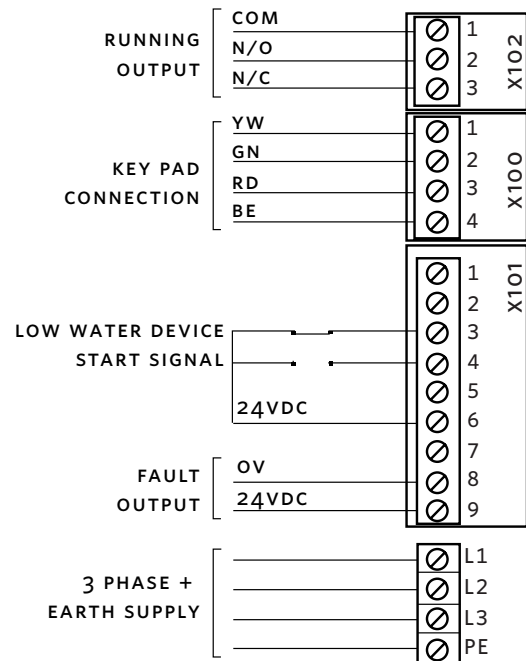 RUNNING
OUTPUT
COM
N/O
N/C
1
2
3
X102
KEY PAD
CONNECTION
YW
GN
RD
BE
1
2
3
4
X100
LOW WATER DEVICE
START SIGNAL
24VDC
1
2
3
4
5
6
7
8
9
X101
FAULT
OUTPUT
0V
24VDC
3 PHASE +
EARTH SUPPLY
L1
L2
L3
PE